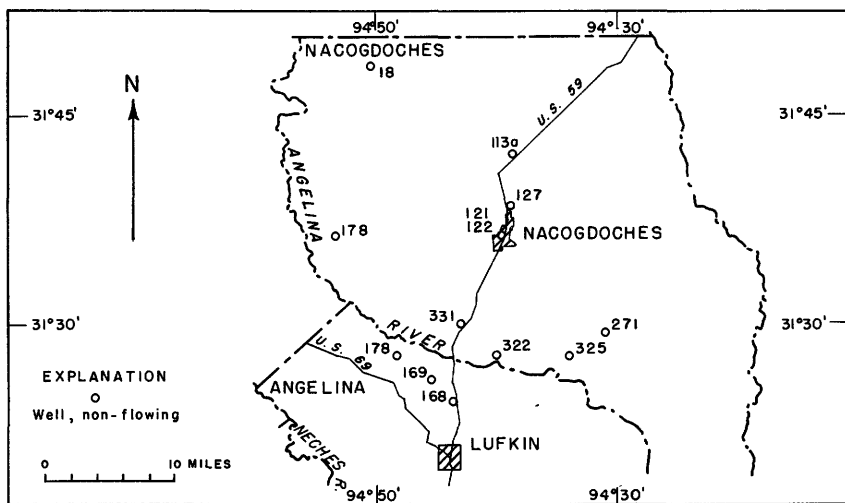 94°50'
94°30'
NACOGDOCHES
18
N
U. S. 59
31°45'
31°45'
113a
ANGELINA
127
121
122
178
NACOGDOCHES
331
271
31°30'
31°30'
RIVER
U. S. 69
178
322
325
169
EXPLANATION
Well, non-flowing
ANGELINA
168
LUFKIN
NECHES R.
0 10 MILES
94°50'
94°30'